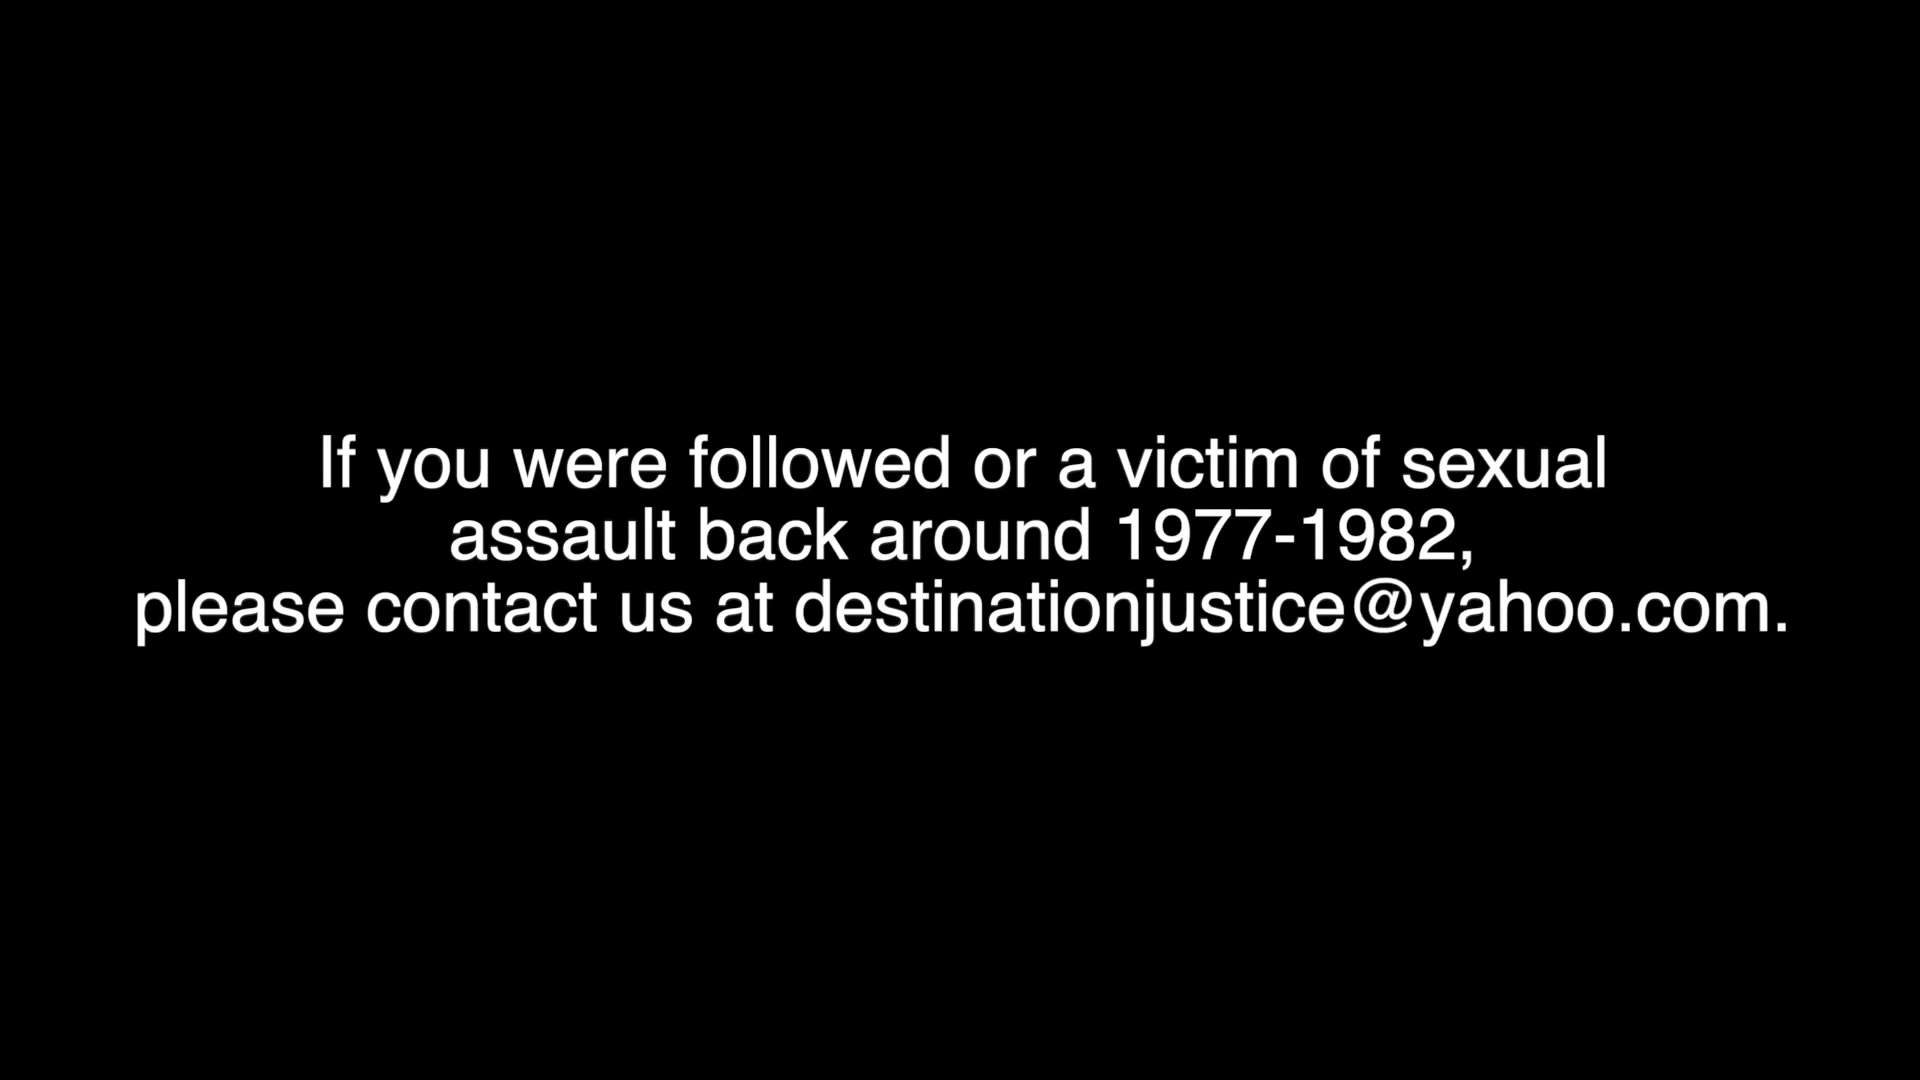 If you were followed or a victim of sexual
assault back around 1977-1982,
please contact us at destinationjustice@yahoo.com.